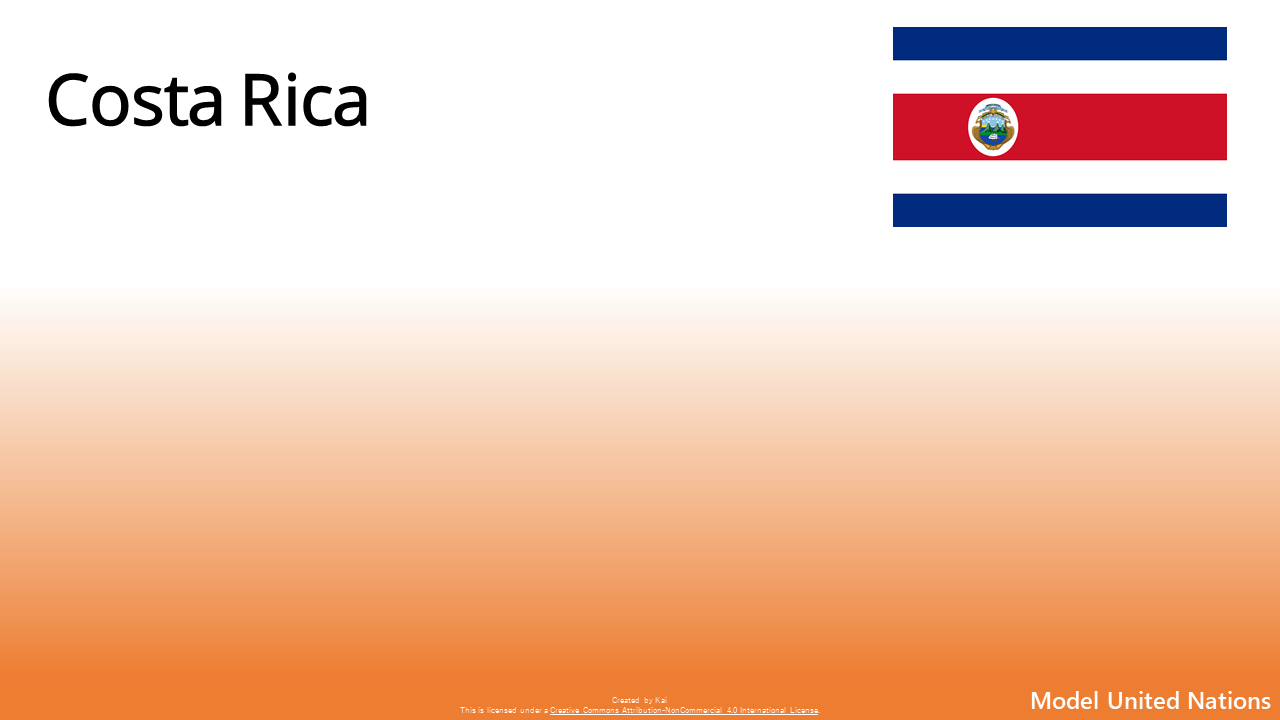 Costa Rica
Created by Kai
This is licensed under a Creative Commons Attribution-NonCommercial 4.0 International License.
Model United Nations